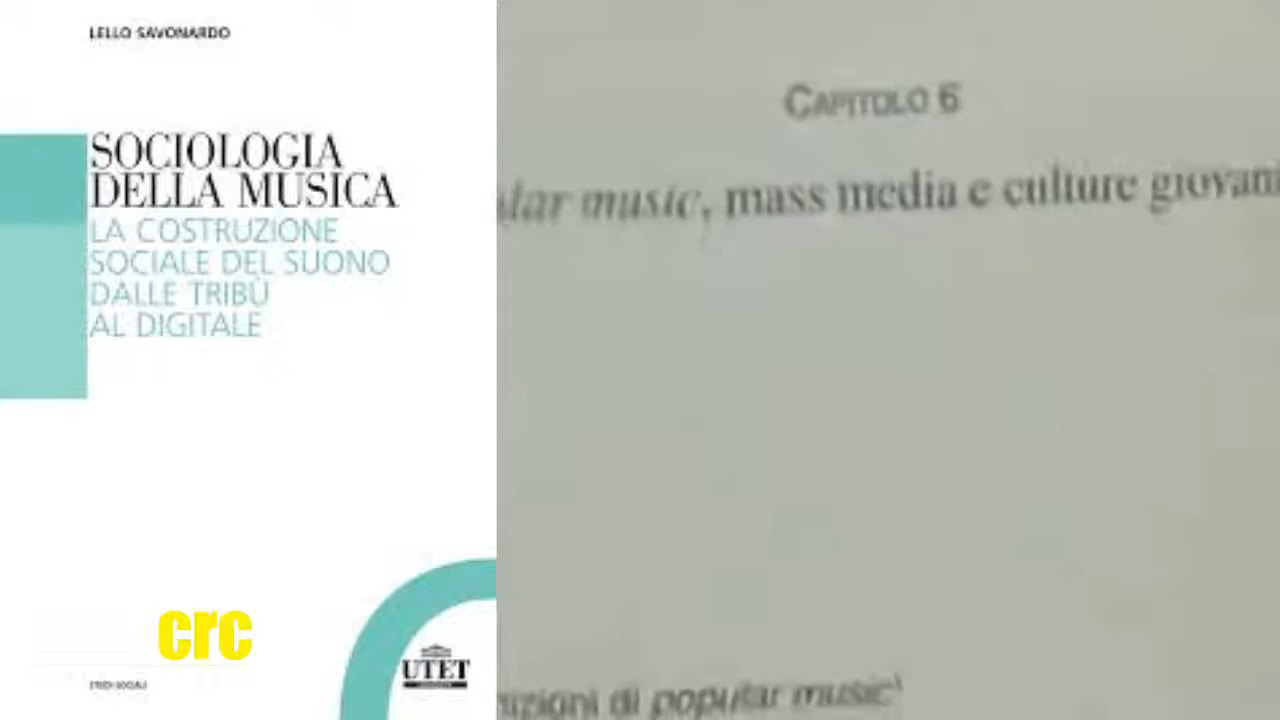 LELLO SAVONARDO
SOCIOLOGIA
DELLA MUSICA
LA COSTRUZIONE
SOCIALE DEL SUONO
DALLE TRIBÙ
AL DIGITALE
crc
UTET
CAPITOLO 6
music, mass media e culture
di popular music¹